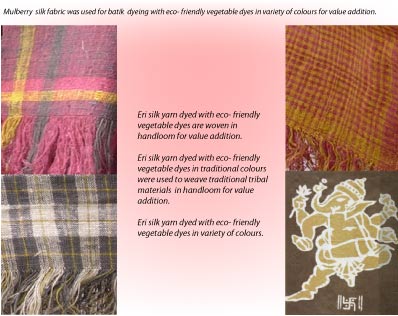 Mulberry silk fabric was used for batik dyeing with eco- friendly vegetable dyes in variety of colours for value addition.
Eri silk yarn dyed with eco- friendly
vegetable dyes are woven in
handloom for value addition.
Eri silk yarn dyed with eco- friendly
vegetable dyes in traditional colours
were used to weave traditional tribal
materials in handloom for value
addition.
Eri silk yarn dyed with eco- friendly
vegetable dyes in variety of colours.